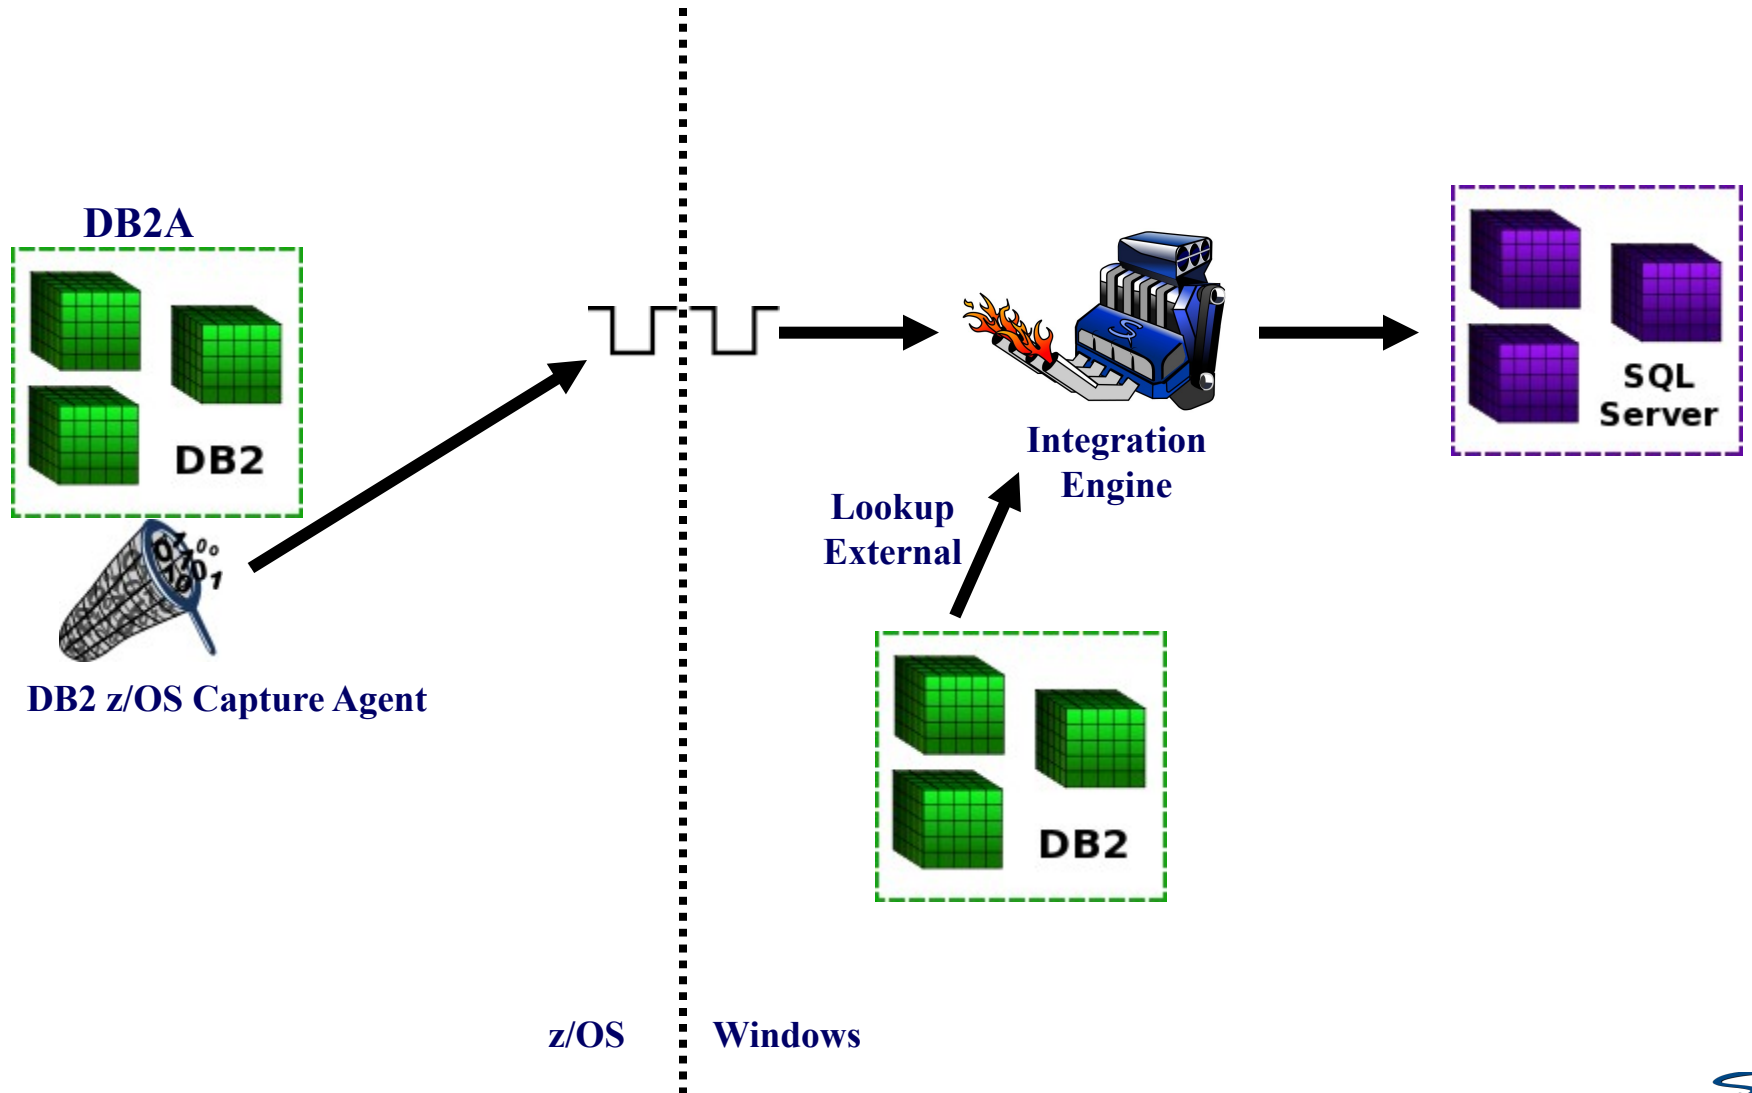 DB2A
DB2
DB2 z/OS Capture Agent
Integration
Engine
Lookup
External
DB2
SQL
Server
z/OS
Windows